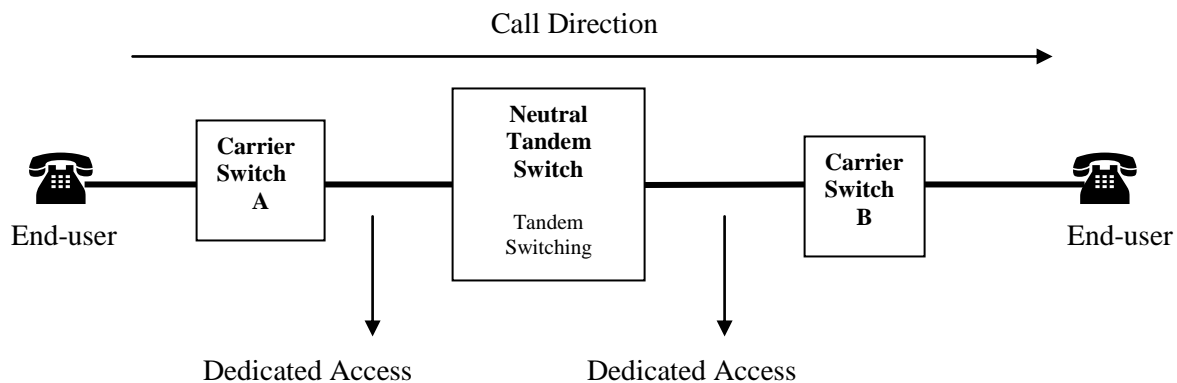 Call Direction
Neutral
Tandem
Switch
Tandem
Switching
Carrier
Switch
A
Carrier
Switch
B
End-user
End-user
Dedicated Access
Dedicated Access